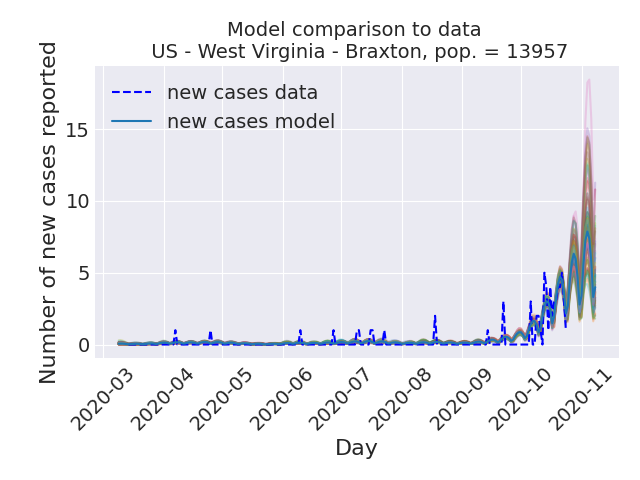 Model comparison to data
US - West Virginia - Braxton, pop. = 13957
new cases data
new cases model
Number of new cases reported
15
10
5
0
2020-03
2020-04
2020-05
2020-06
2020-07
2020-08
2020-09
2020-10
2020-11
Day